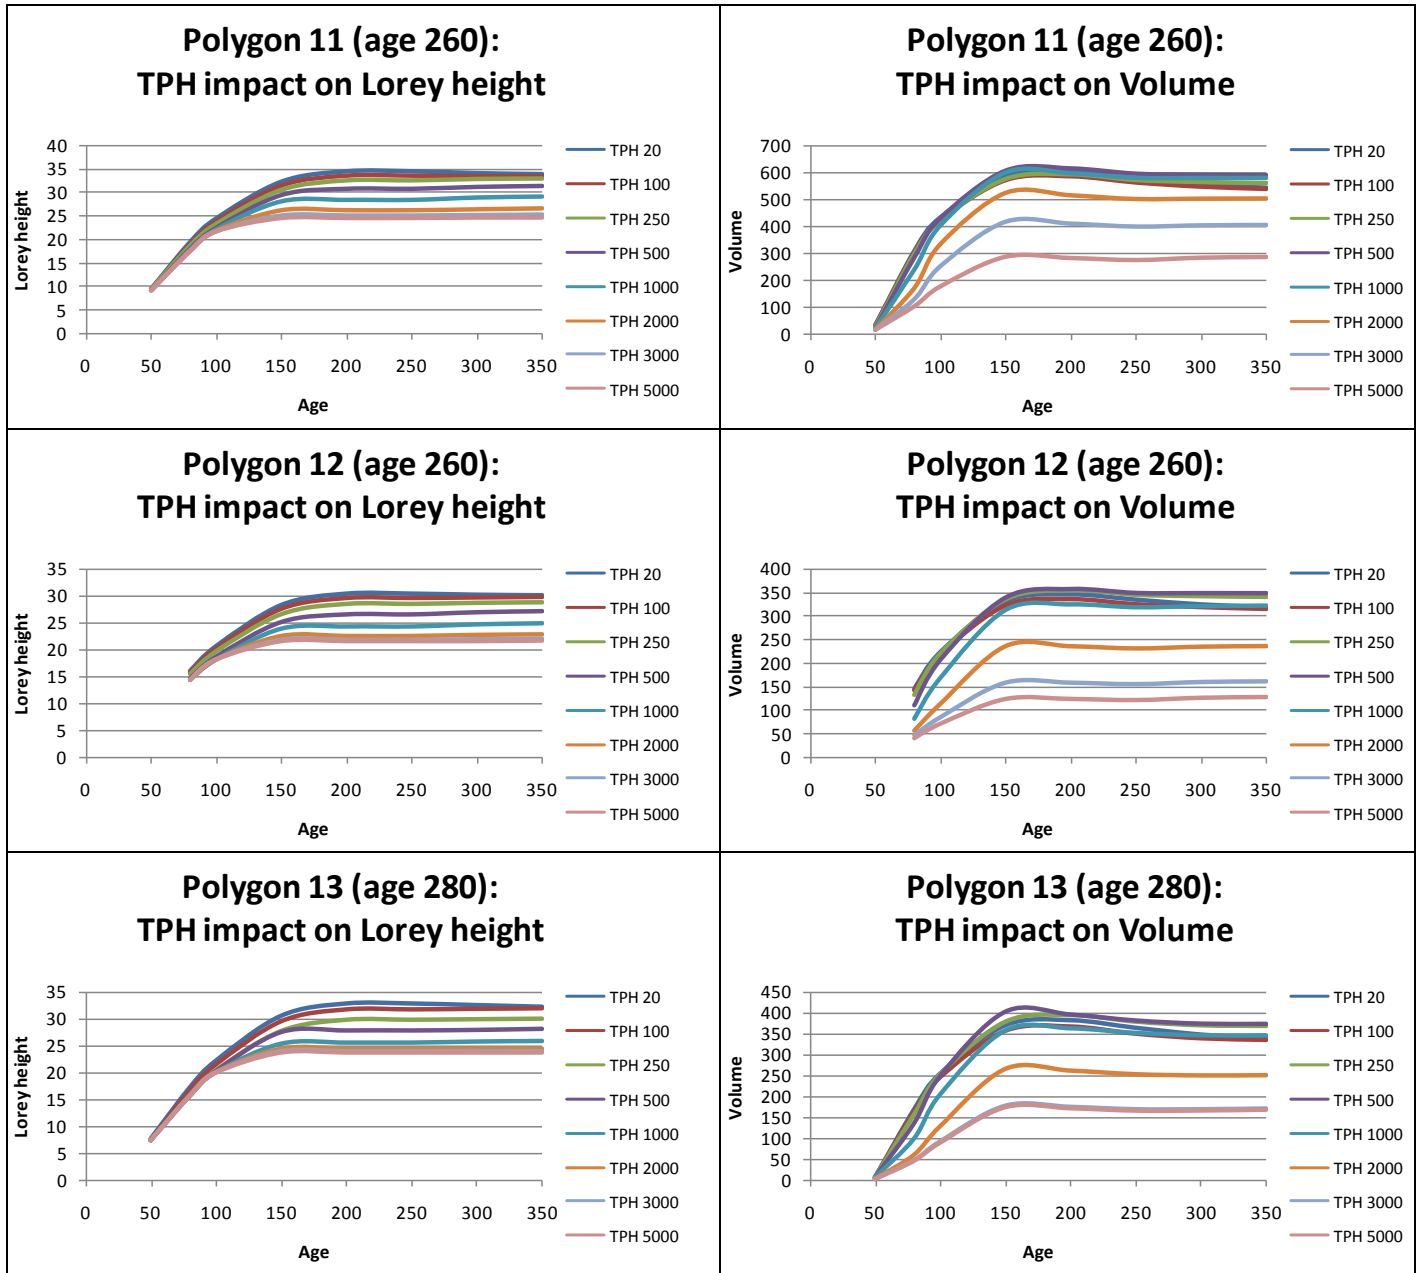 Polygon 11 (age 260):
TPH impact on Lorey height
40
35
30
25
20
15
10
5
0
Lorey height
0 50 100 150 200 250 300 350
Age
TPH 20
TPH 100
TPH 250
TPH 500
TPH 1000
TPH 2000
TPH 3000
TPH 5000
Polygon 11 (age 260):
TPH impact on Volume
700
600
500
400
300
200
100
0
Volume
0 50 100 150 200 250 300 350
Age
TPH 20
TPH 100
TPH 250
TPH 500
TPH 1000
TPH 2000
TPH 3000
TPH 5000
Polygon 12 (age 260):
TPH impact on Lorey height
35
30
25
20
15
10
5
0
Lorey height
0 50 100 150 200 250 300 350
Age
TPH 20
TPH 100
TPH 250
TPH 500
TPH 1000
TPH 2000
TPH 3000
TPH 5000
Polygon 12 (age 260):
TPH impact on Volume
400
350
300
250
200
150
100
50
0
Volume
0 50 100 150 200 250 300 350
Age
TPH 20
TPH 100
TPH 250
TPH 500
TPH 1000
TPH 2000
TPH 3000
TPH 5000
Polygon 13 (age 280):
TPH impact on Lorey height
35
30
25
20
15
10
5
0
Lorey height
0 50 100 150 200 250 300 350
Age
TPH 20
TPH 100
TPH 250
TPH 500
TPH 1000
TPH 2000
TPH 3000
TPH 5000
Polygon 13 (age 280):
TPH impact on Volume
450
400
350
300
250
200
150
100
50
0
Volume
0 50 100 150 200 250 300 350
Age
TPH 20
TPH 100
TPH 250
TPH 500
TPH 1000
TPH 2000
TPH 3000
TPH 5000